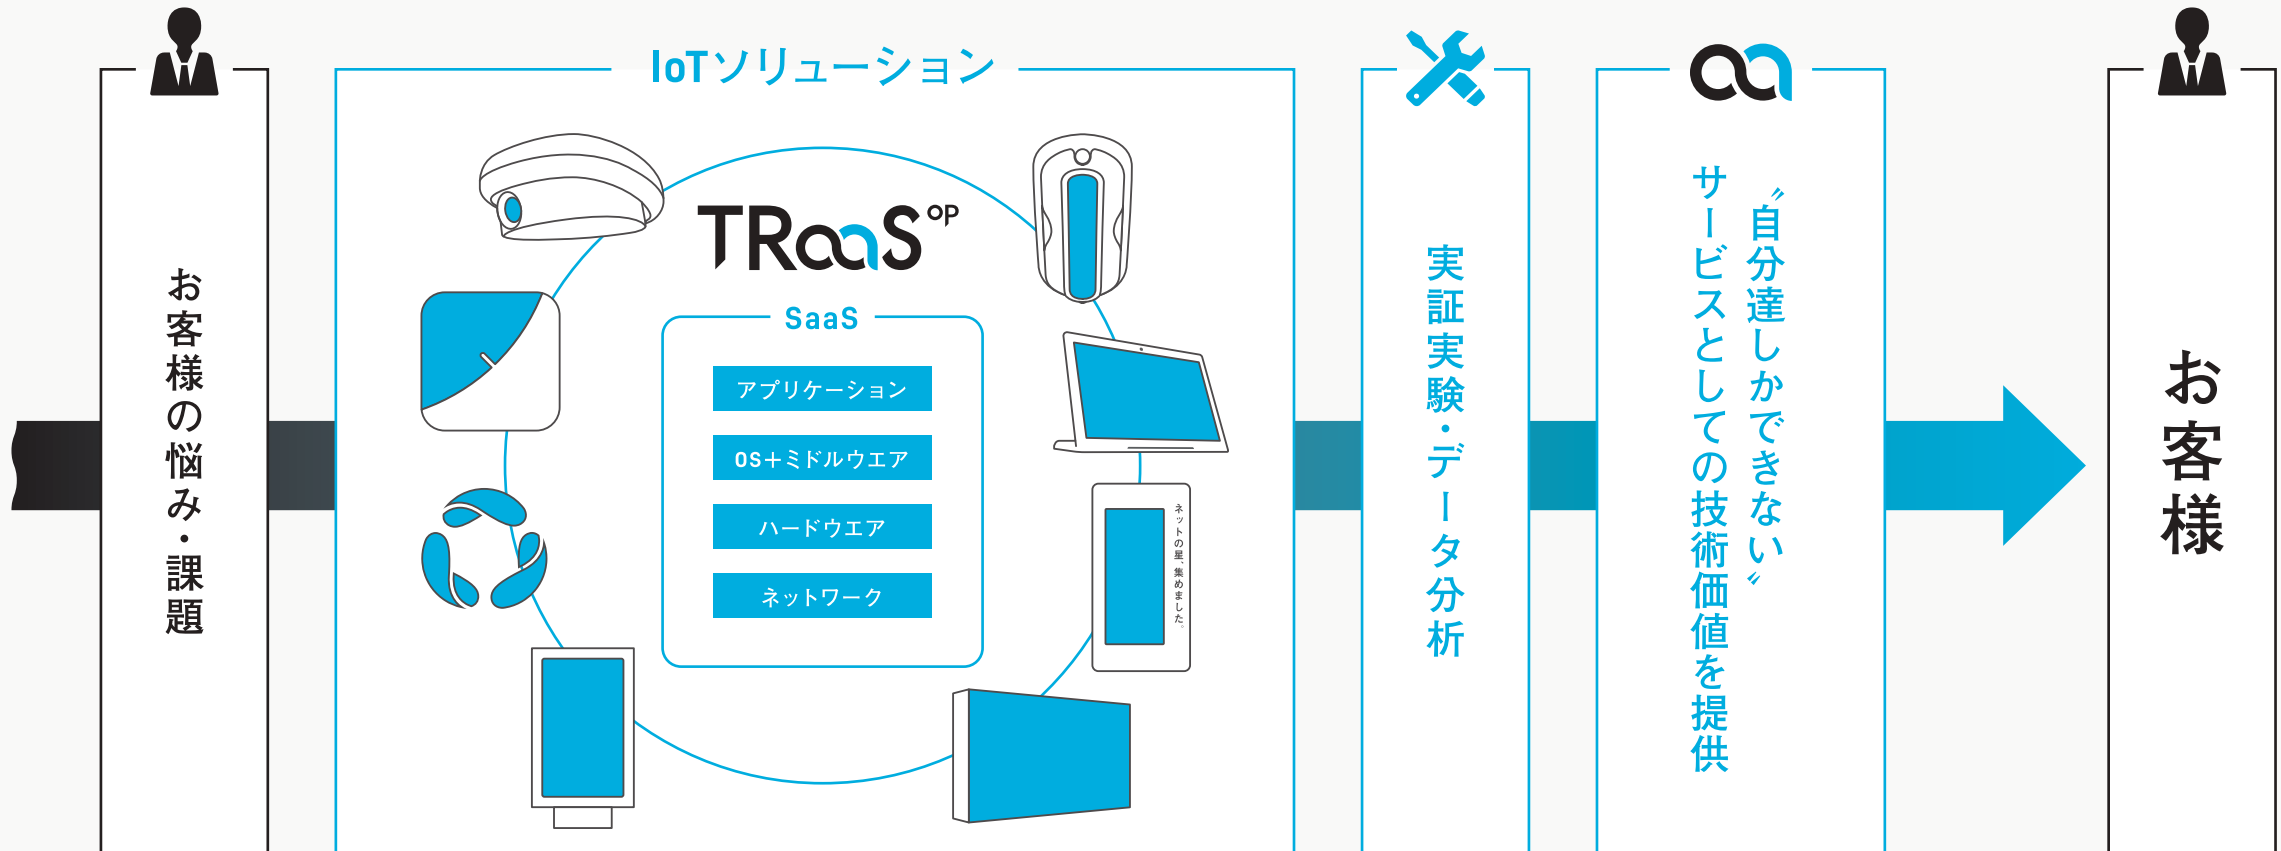 お客様の悩み・課題
IoTソリューション
TRaaS OP
SaaS
アプリケーション
OS+ミドルウエア
ハードウエア
ネットワーク
ネットの星、集めました。
実証実験・データ分析
〝自分達しかできない〟
サービスとしての技術価値を提供
お客様